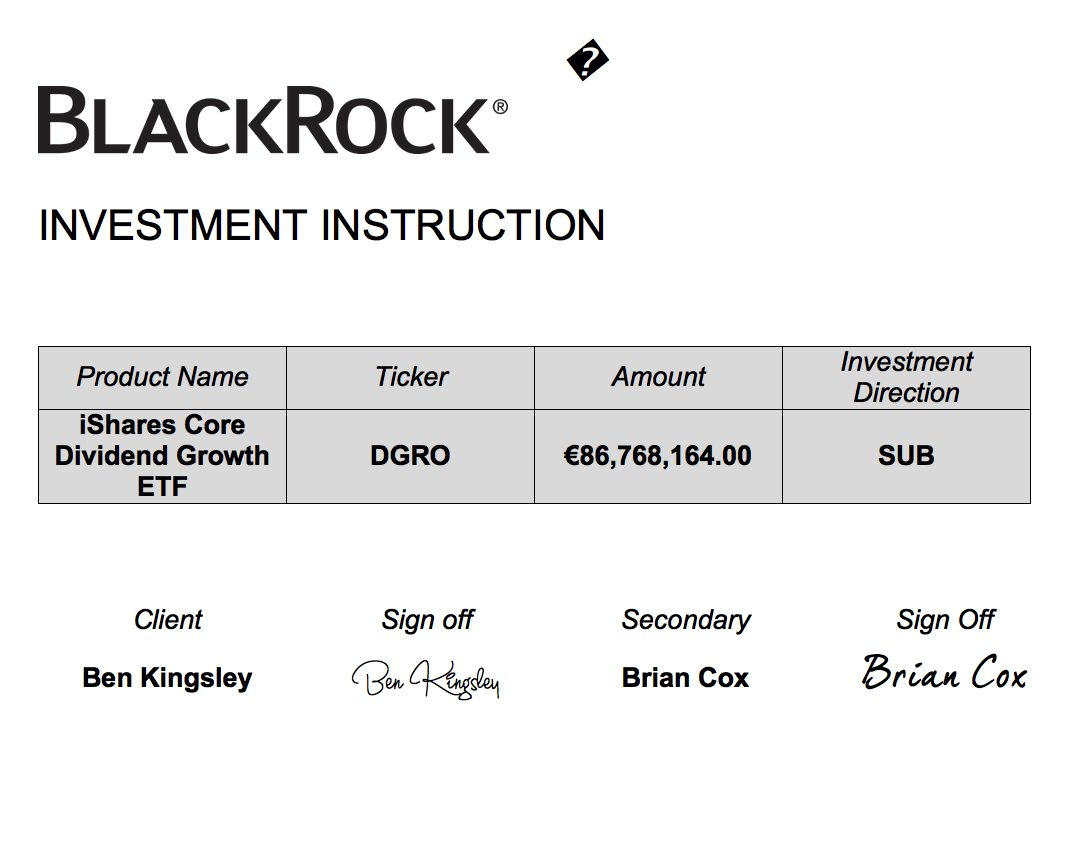 �
BLACKROCK®
INVESTMENT INSTRUCTION
Product Name
Ticker
Amount
Investment
Direction
iShares Core
Dividend Growth
ETF
DGRO
€86,768,164.00
SUB
Client
Sign off
Secondary
Sign Off
Ben Kingsley
Ben Kingsley
Brian Cox
Brian Cox